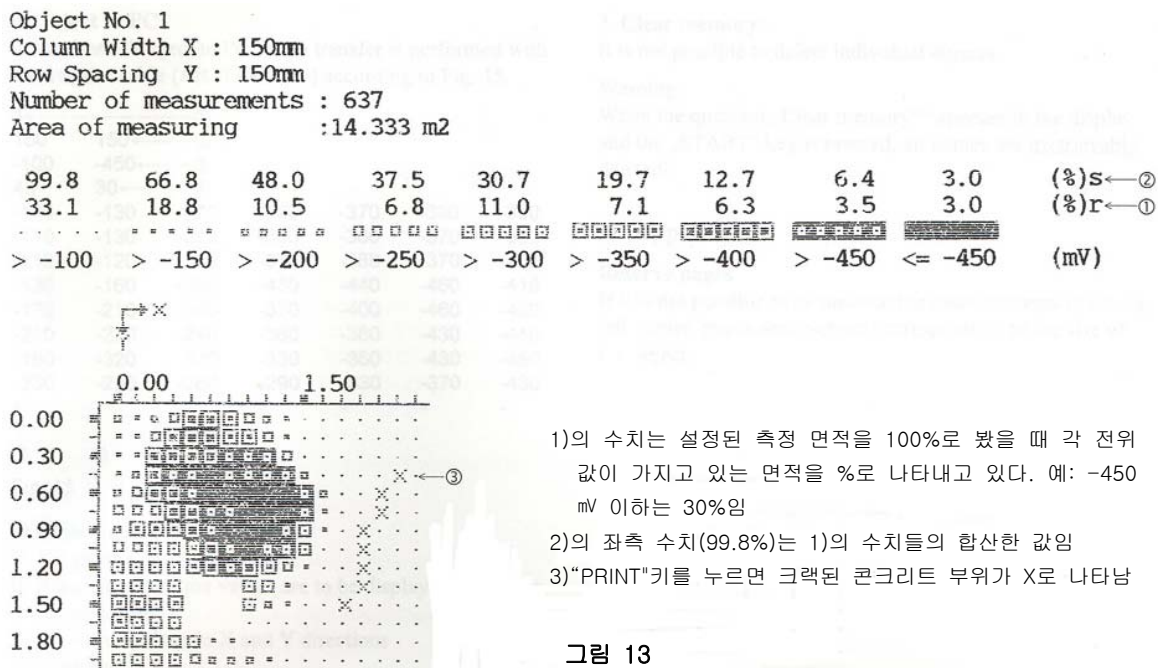 Object No. 1
Column Width X : 150mm
Row Spacing Y : 150mm
Number of measurements : 637
Area of measuring :14.333 m2
99.8 66.8 48.0 37.5 30.7 19.7 12.7 6.4 3.0 (%)s←②
33.1 18.8 10.5 6.8 11.0 7.1 6.3 3.5 3.0 (%)r←①
> -100 > -150 > -200 > -250 > -300 > -350 > -400 > -450 <= -450 (mV)
X
Y
0.00 1.50
0.00
0.30
←③
0.60
0.90
1.20
1.50
1.80
1)의 수치는 설정된 측정 면적을 100%로 봤을 때 각 전위
값이 가지고 있는 면적을 %로 나타내고 있다. 예: -450
㎷ 이하는 30%임
2)의 좌측 수치(99.8%)는 1)의 수치들의 합산한 값임
3)“PRINT"키를 누르면 크랙된 콘크리트 부위가 X로 나타남
그림 13